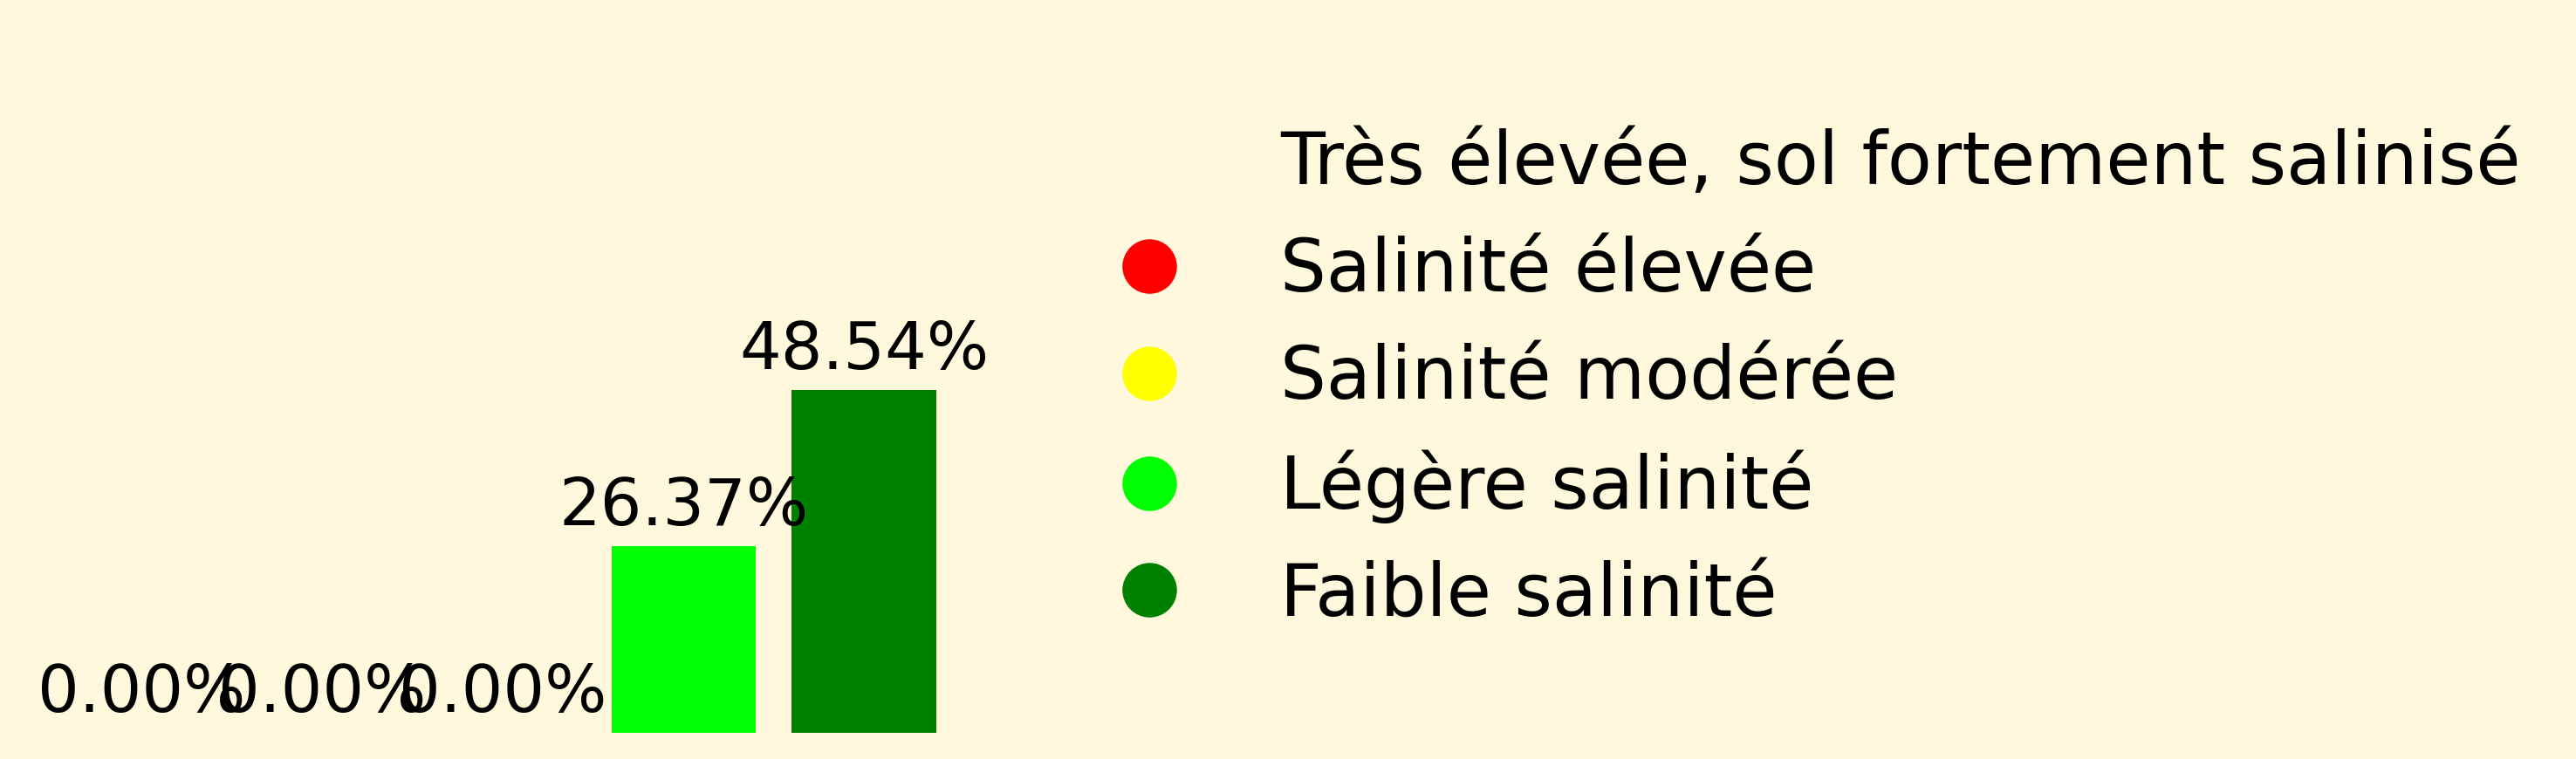 Très élevée, sol fortement salinisé
Salinité élevée
Salinité modérée
Légère salinité
Faible salinité
48.54%
26.37%
0.00% 0.00% 0.00%